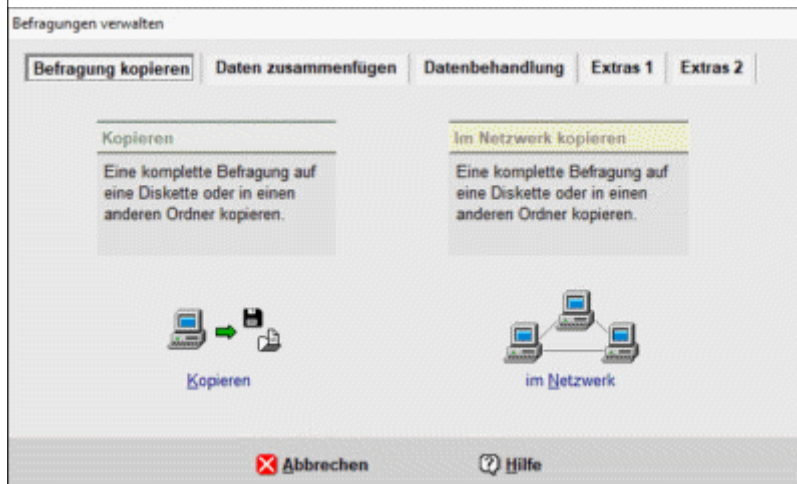 Befragungen verwalten
Befragung kopieren Daten zusammenfügen Datenbehandlung Extras 1 Extras 2
Kopieren
Eine komplette Befragung auf
eine Diskette oder in einen
anderen Ordner kopieren.
Im Netzwerk kopieren
Eine komplette Befragung auf
eine Diskette oder in einen
anderen Ordner kopieren.
Kopieren
im Netzwerk
Abbrechen Hilfe